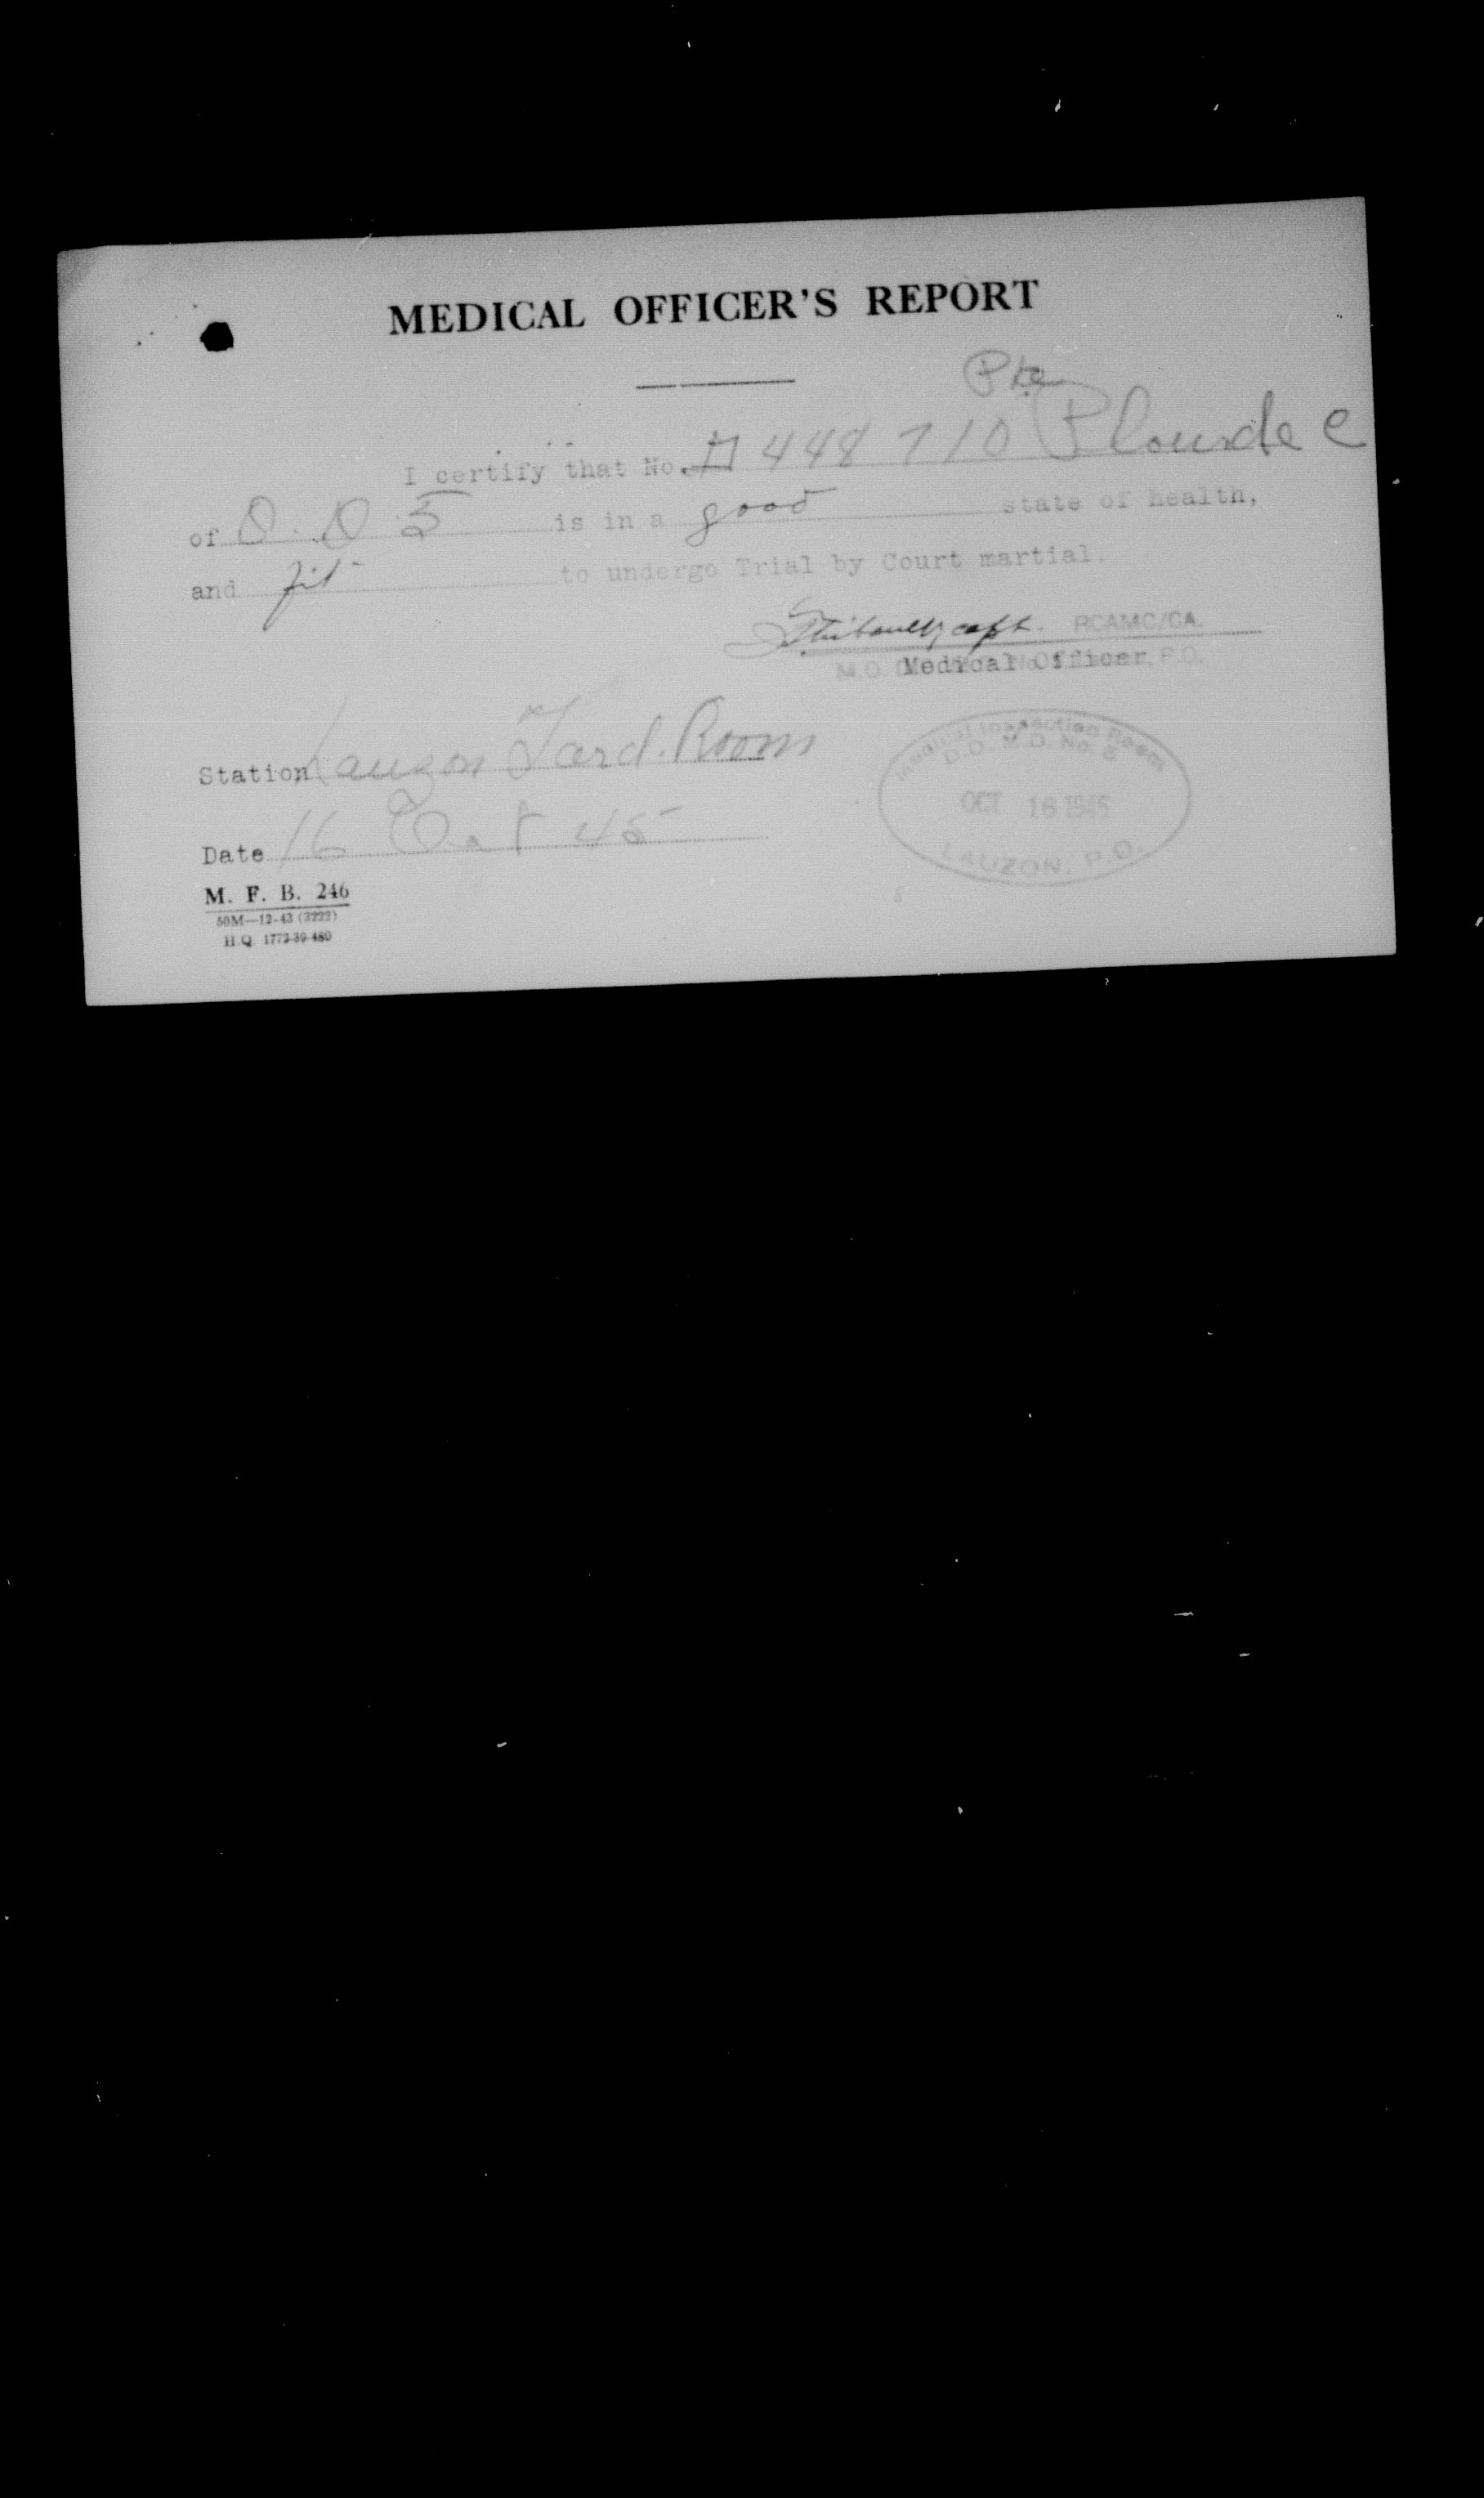 MEDICAL OFFICER'S REPORT
Pte
I certify that No. 448 710 Plourde C
of D. D 5 is in a good state of health,
and fit to undergo Trial by Court martial.
Thibault capt. RCAMC/CA.
Medical Officer
M.O. P.Q.
Station Lauzon Room
Medical Inspection Room
D.D. M.D. No. 5
OCT 16 1945
LAUZON, P.Q.
Date 16 Oct 45
M. F. B. 246
50M—12-43 (3222)
H.Q. 1772-39-480